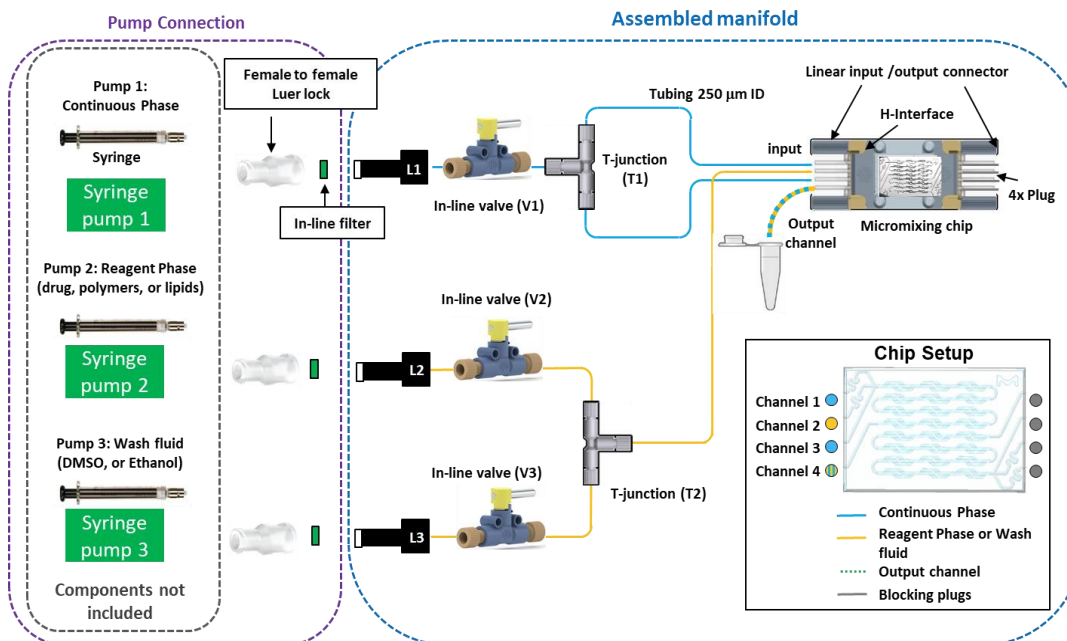 Pump Connection
Assembled manifold
Pump 1:
Continuous Phase
Syringe
Syringe
pump 1
Pump 2: Reagent Phase
(drug, polymers, or lipids)
Syringe
pump 2
Pump 3: Wash fluid
(DMSO, or Ethanol)
Syringe
pump 3
Components not
included
Female to female
Luer lock
In-line filter
L1
In-line valve (V1)
T-junction
(T1)
Tubing 250 µm ID
Linear input /output connector
H-Interface
input
4x Plug
Output
channel
Micromixing chip
In-line valve (V2)
L2
In-line valve (V3)
L3
T-junction (T2)
Chip Setup
Channel 1
Channel 2
Channel 3
Channel 4
Continuous Phase
Reagent Phase or Wash
fluid
Output channel
Blocking plugs